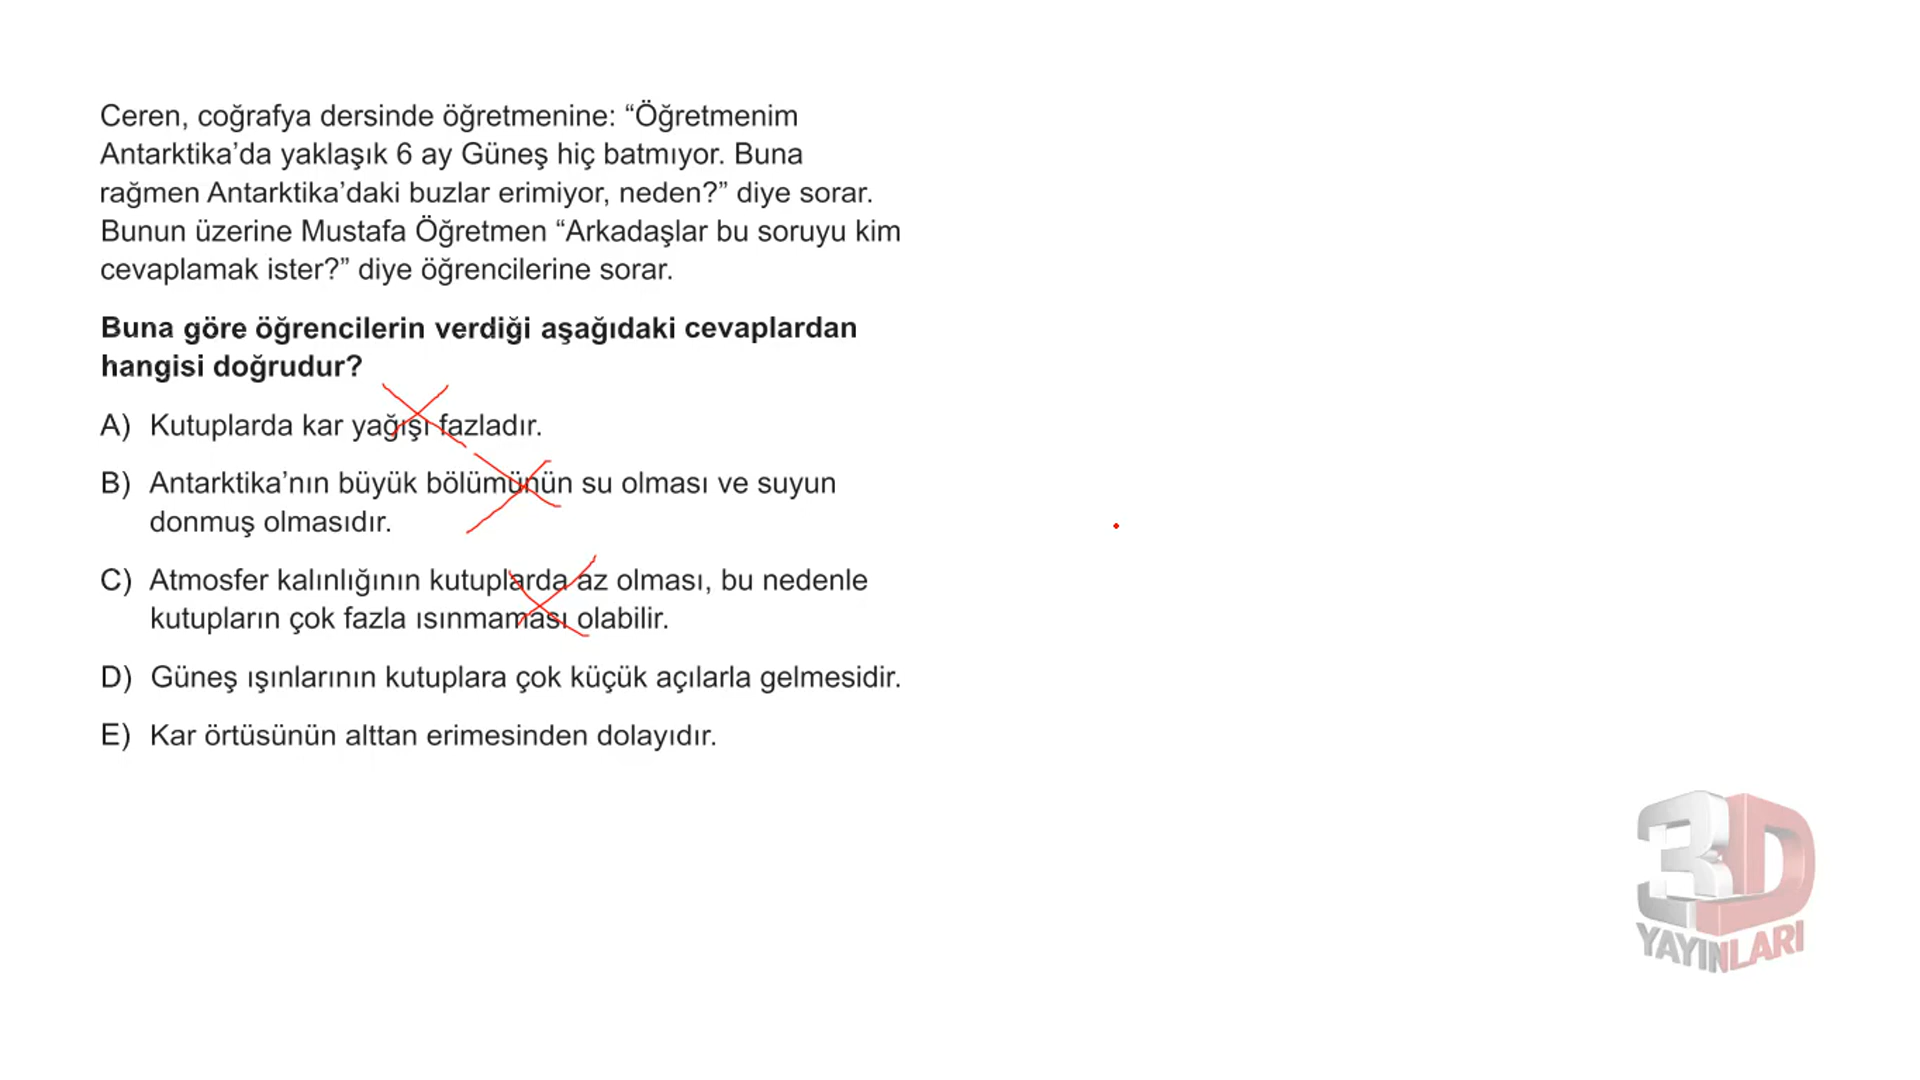 Ceren, coğrafya dersinde öğretmenine: “Öğretmenim
Antarktika’da yaklaşık 6 ay Güneş hiç batmıyor. Buna
rağmen Antarktika’daki buzlar erimiyor, neden?” diye sorar.
Bunun üzerine Mustafa Öğretmen “Arkadaşlar bu soruyu kim
cevaplamak ister?” diye öğrencilerine sorar.
Buna göre öğrencilerin verdiği aşağıdaki cevaplardan
hangisi doğrudur?
A) Kutuplarda kar yağışı fazladır.
B) Antarktika’nın büyük bölümünün su olması ve suyun
donmuş olmasıdır.
C) Atmosfer kalınlığının kutuplarda az olması, bu nedenle
kutupların çok fazla ısınmaması olabilir.
D) Güneş ışınlarının kutuplara çok küçük açılarla gelmesidir.
E) Kar örtüsünün alttan erimesinden dolayıdır.
3D
YAYINLARI